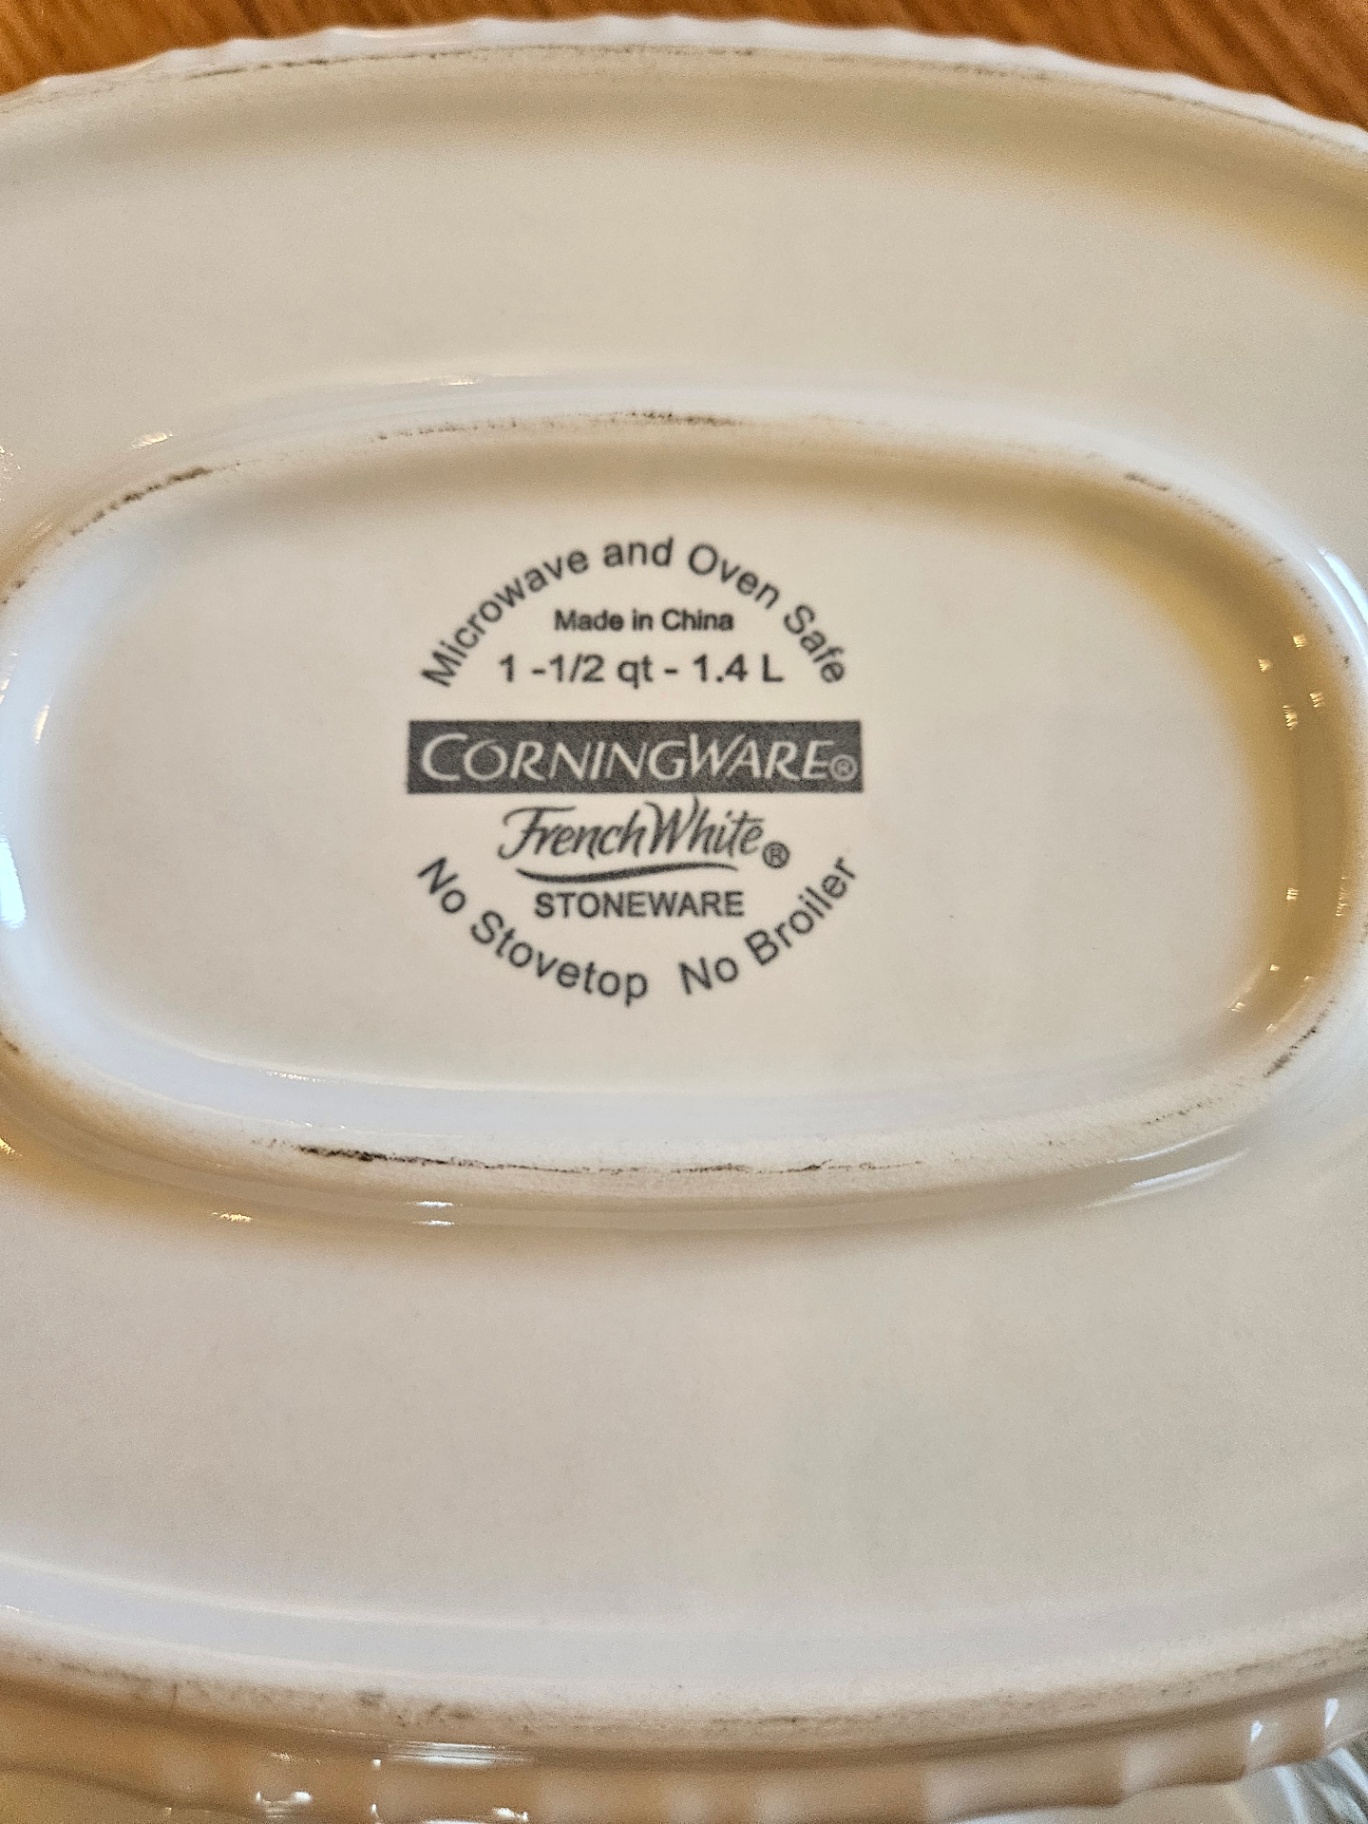 Microwave and Oven Safe
Made in China
1 -1/2 qt - 1.4 L
CORNINGWARE®
FrenchWhite®
STONEWARE
No Stovetop No Broiler